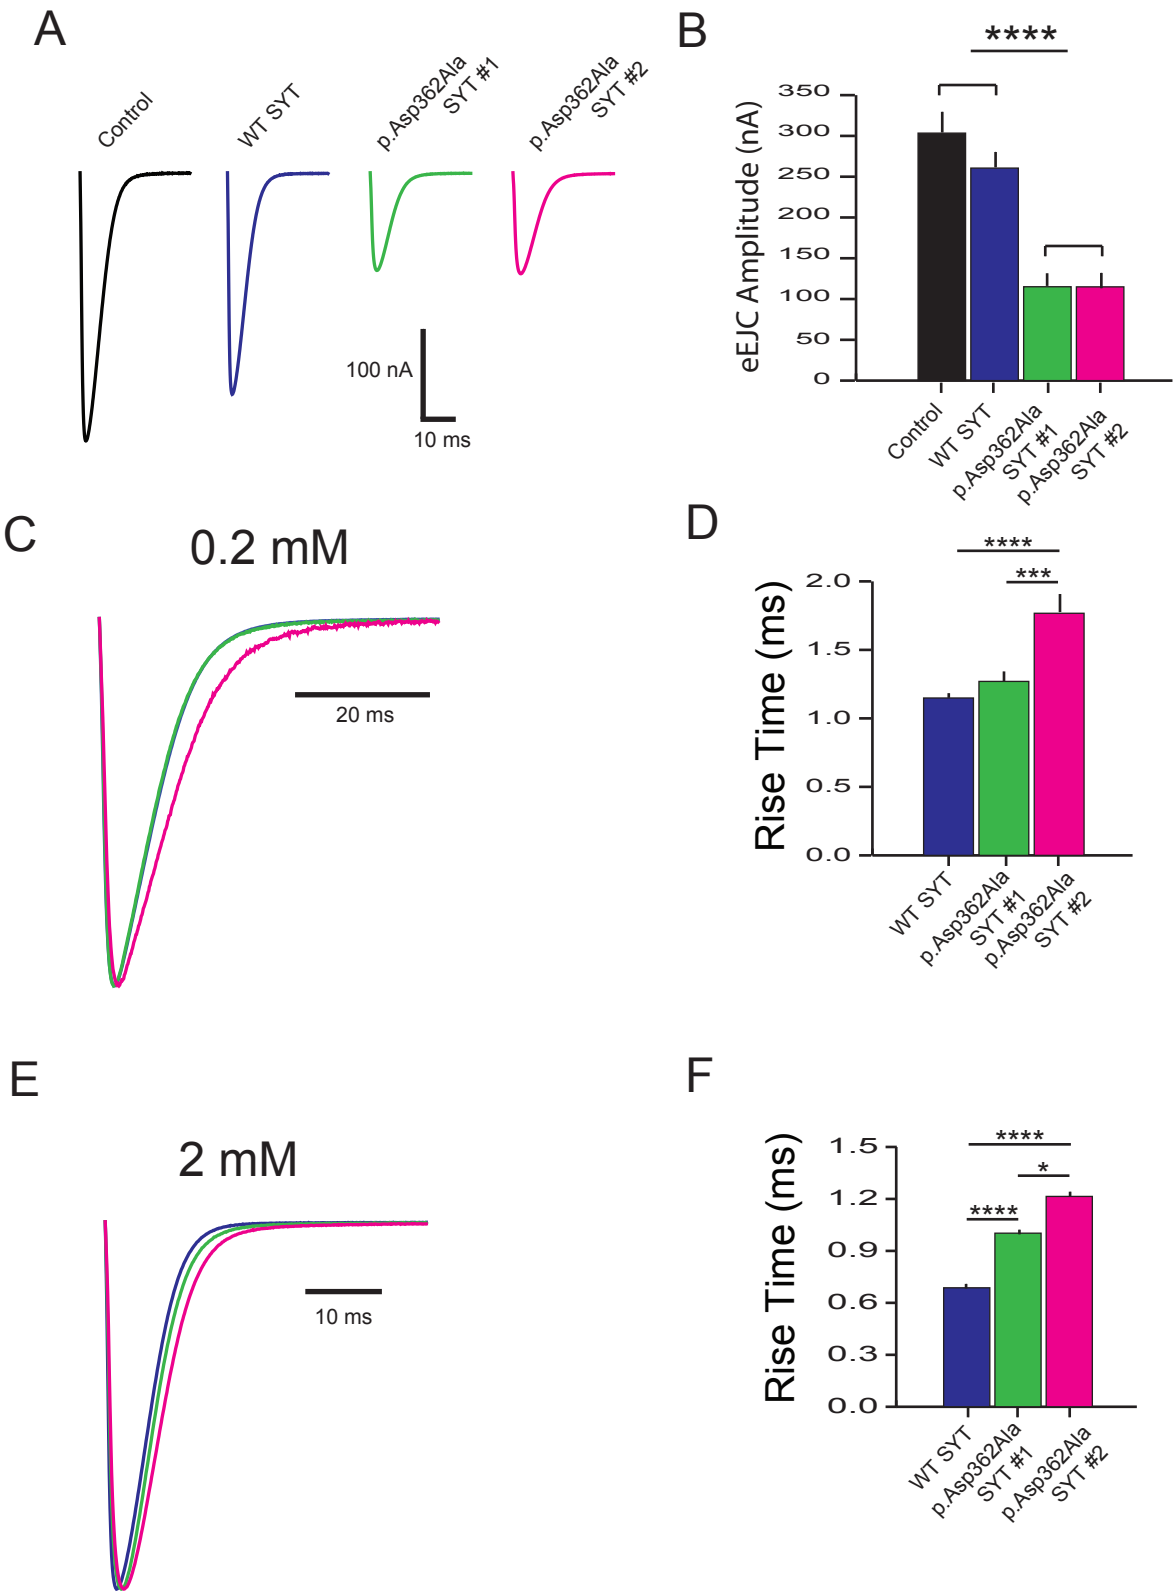 A
Control
WT SYT
p.Asp362Ala
SYT #1
p.Asp362Ala
SYT #2
100 nA
10 ms
B
****
eEJC Amplitude (nA)
350
300
250
200
150
100
50
0
Control
WT SYT
p.Asp362Ala
SYT #1
p.Asp362Ala
SYT #2
C
0.2 mM
20 ms
D
****
***
Rise Time (ms)
2.0
1.5
1.0
0.5
0.0
WT SYT
p.Asp362Ala
SYT #1
p.Asp362Ala
SYT #2
E
2 mM
10 ms
F
****
*
****
Rise Time (ms)
1.5
1.2
0.9
0.6
0.3
0.0
WT SYT
p.Asp362Ala
SYT #1
p.Asp362Ala
SYT #2